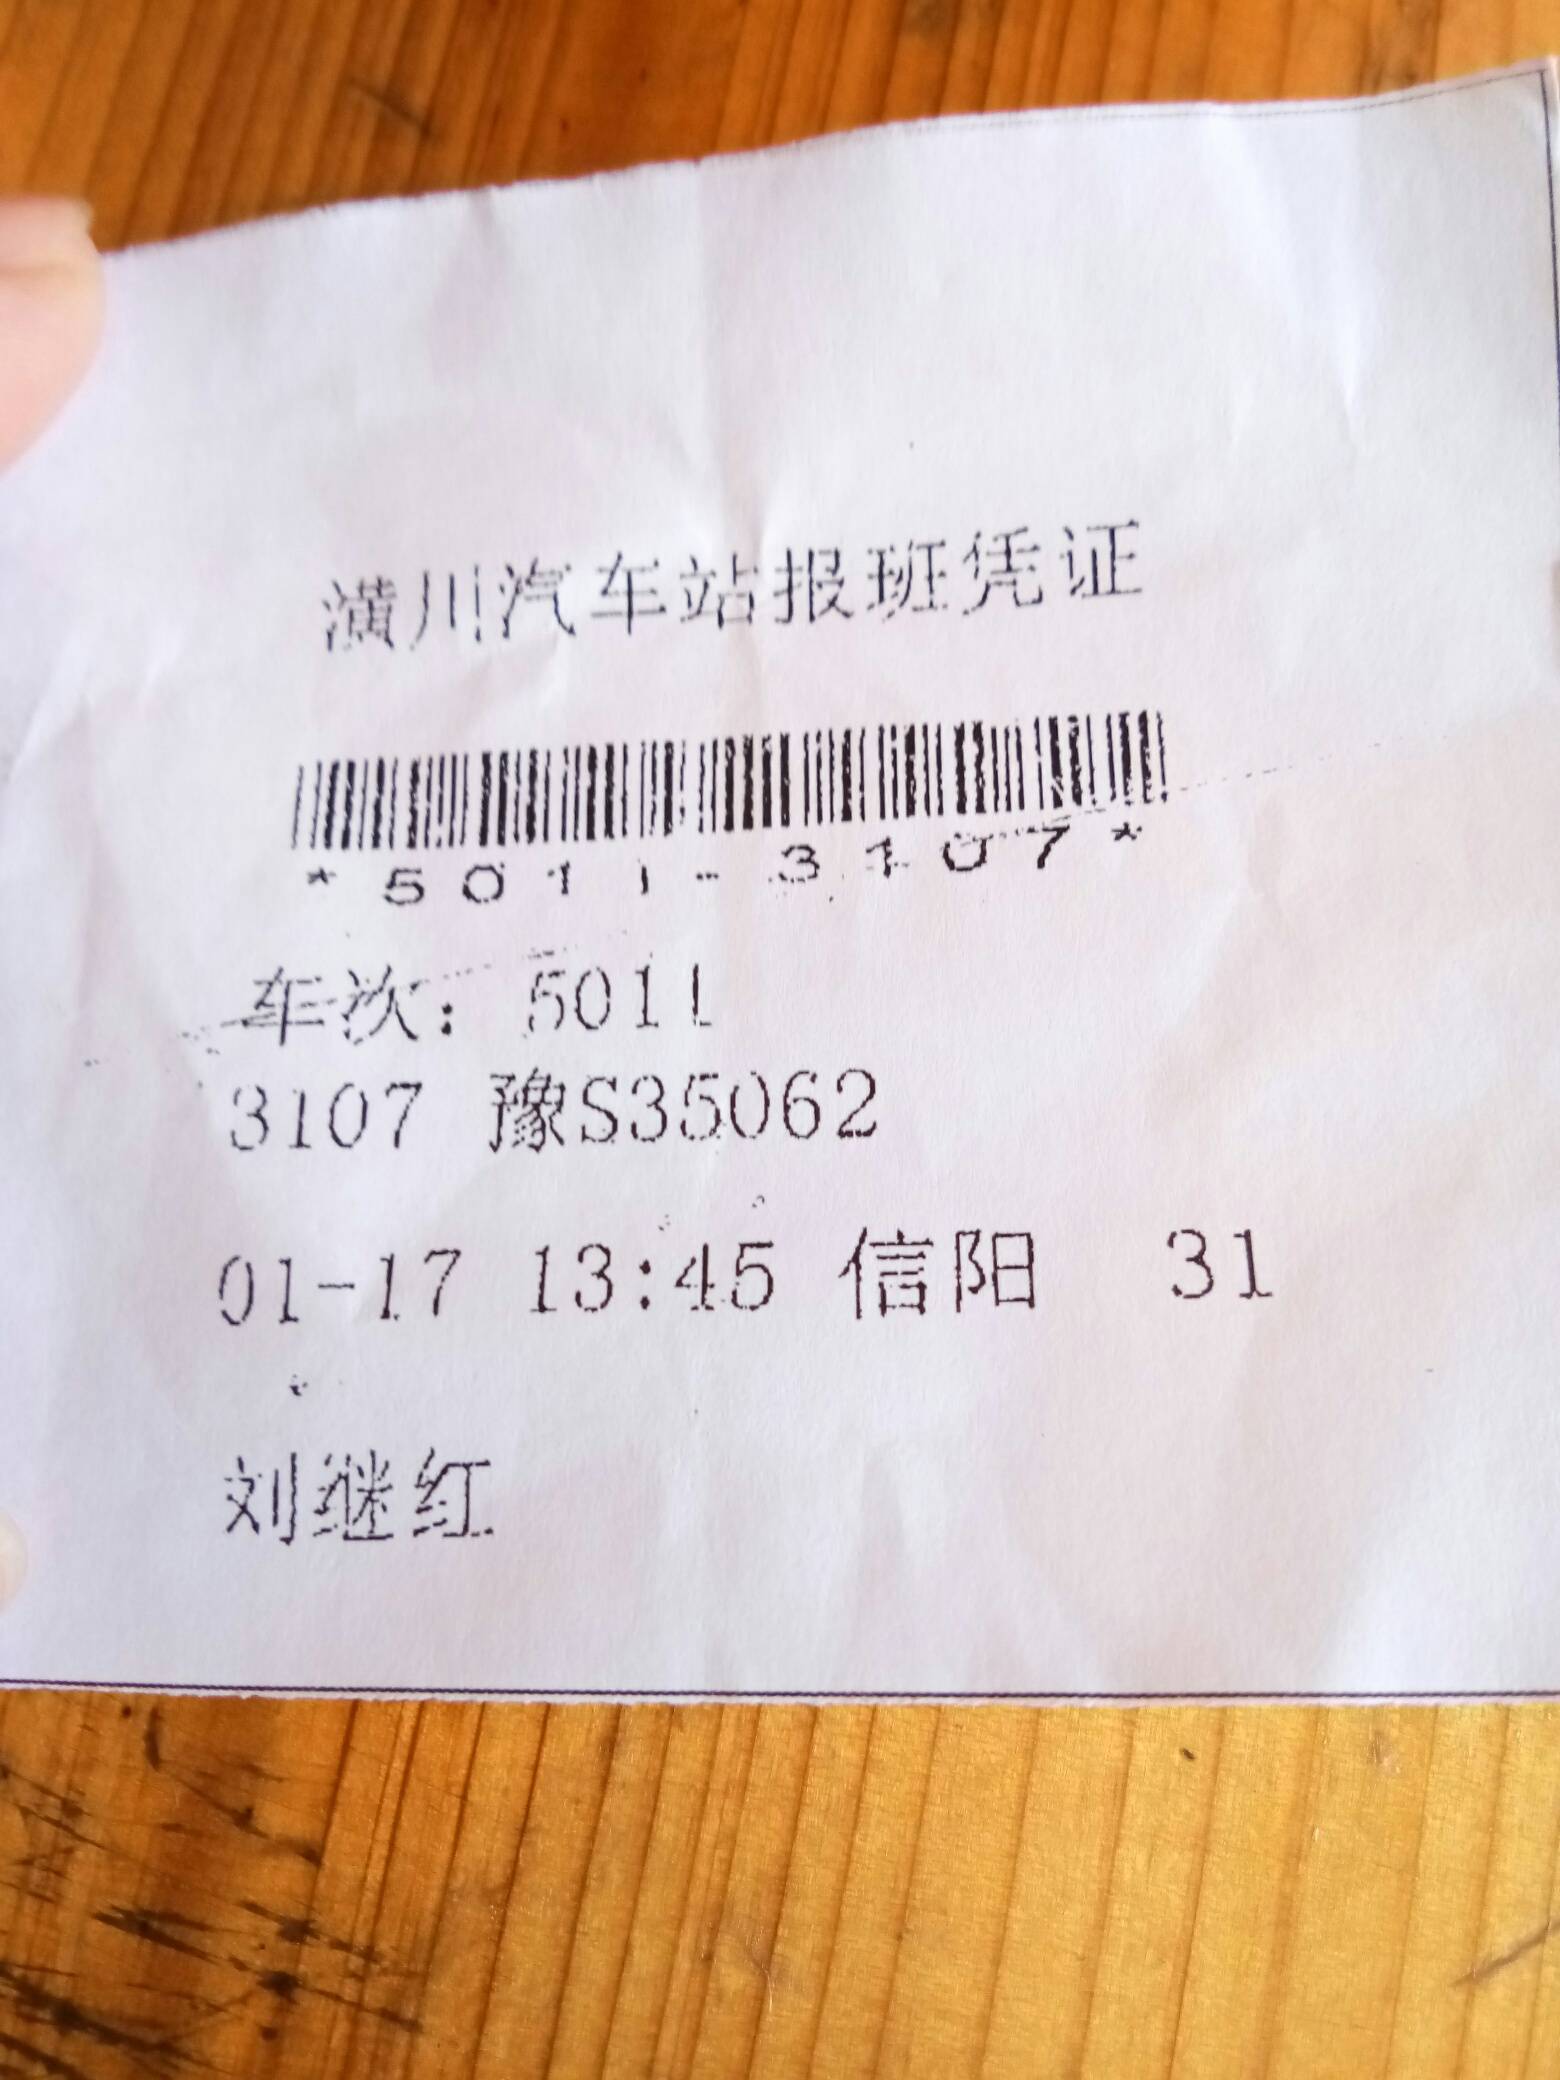 潢川汽车站报班凭证
*5011-3107*
车次：5011
3107 豫S35062
01-17 13:45 信阳 31
刘继红